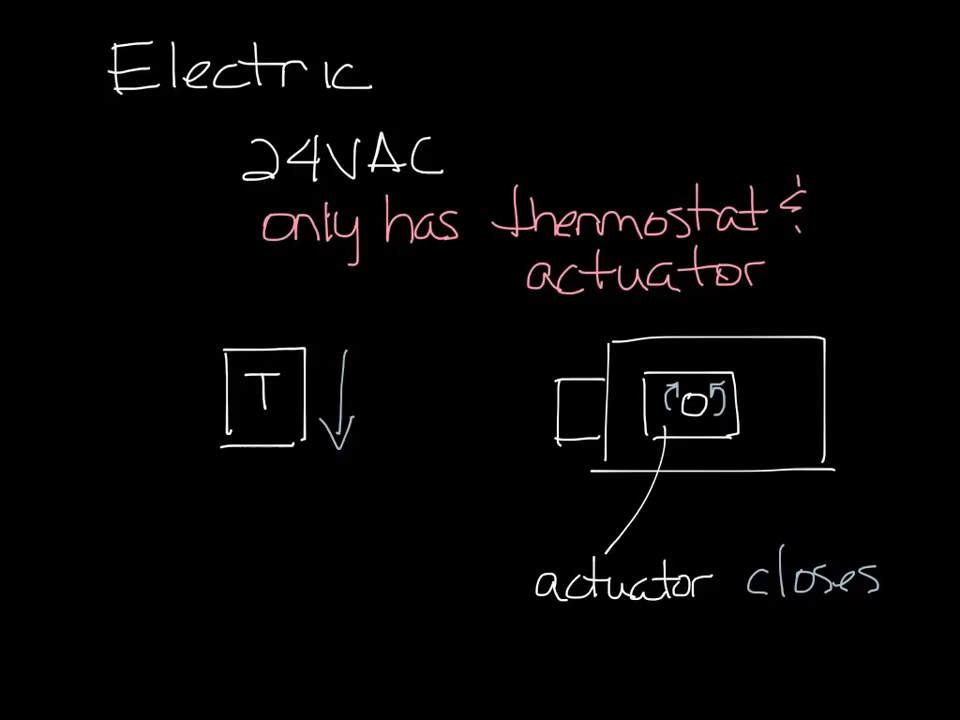 Electric
24VAC
only has thermostat &
actuator
T
actuator closes